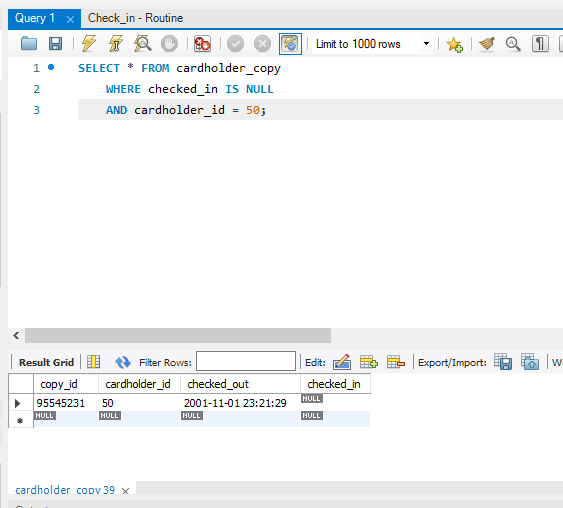 Query 1
Check_in - Routine
Limit to 1000 rows
1 SELECT * FROM cardholder_copy
2 WHERE checked_in IS NULL
3 AND cardholder_id = 50;
Result Grid Filter Rows: Edit: Export/Import:
copy_id cardholder_id checked_out checked_in
95545231 50 2001-11-01 23:21:29 NULL
NULL NULL NULL NULL
cardholder_copy 39